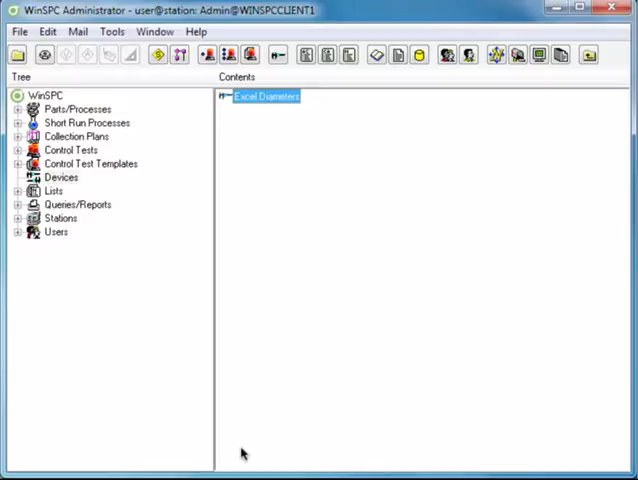 WinSPC Administrator - user@station: Admin@WINSPCCLIENT1
File Edit Mail Tools Window Help
Tree Contents
WinSPC
Excel Diameters
Parts/Processes
Short Run Processes
Collection Plans
Control Tests
Control Test Templates
Devices
Lists
Queries/Reports
Stations
Users